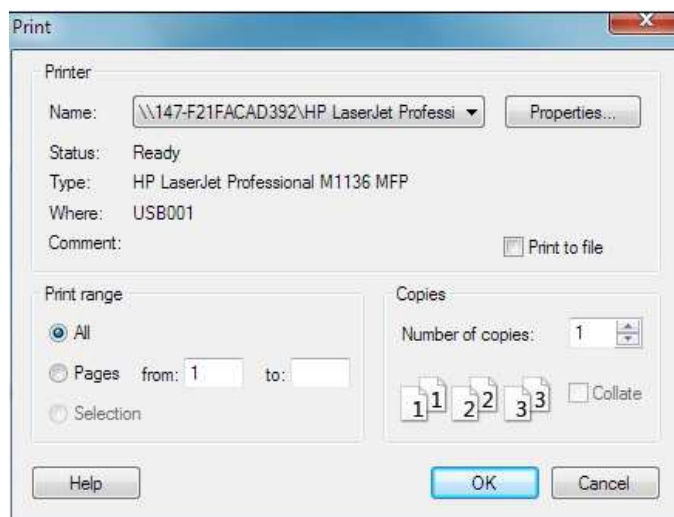 Print
X
Printer
Name: \\147-F21FACAD392\HP LaserJet Professi
Properties...
Status: Ready
Type: HP LaserJet Professional M1136 MFP
Where: USB001
Comment:
Print to file
Print range
All
Pages from: 1 to:
Selection
Copies
Number of copies: 1
1 1 2 2 3 3
Collate
Help
OK
Cancel